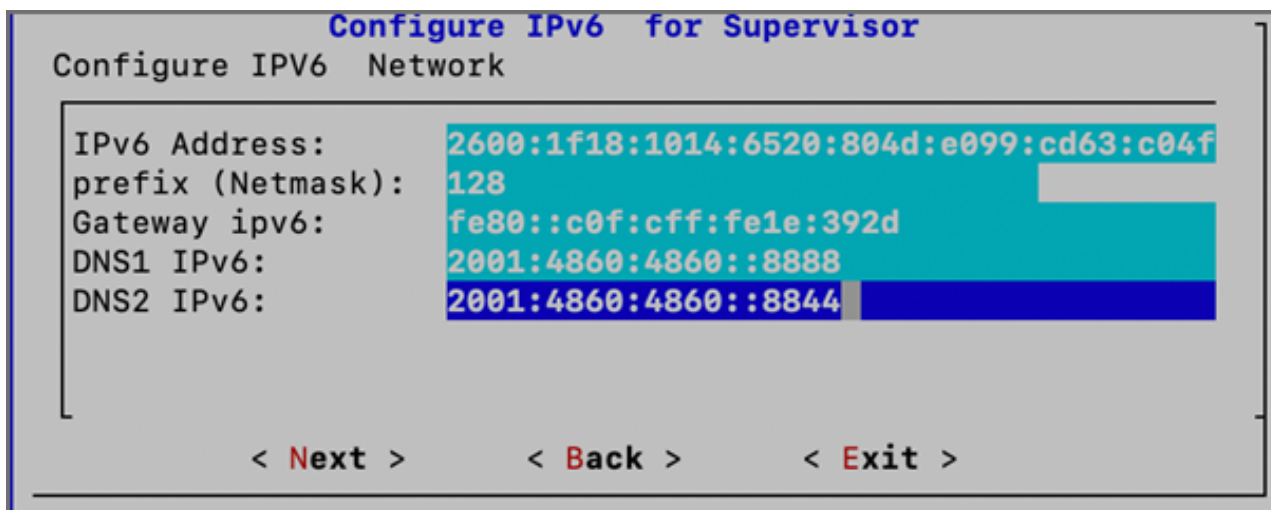 Configure IPv6 for Supervisor
Configure IPV6 Network
IPv6 Address: 2600:1f18:1014:6520:804d:e099:cd63:c04f
prefix (Netmask): 128
Gateway ipv6: fe80::c0f:cff:fe1e:392d
DNS1 IPv6: 2001:4860:4860::8888
DNS2 IPv6: 2001:4860:4860::8844
< Next > < Back > < Exit >